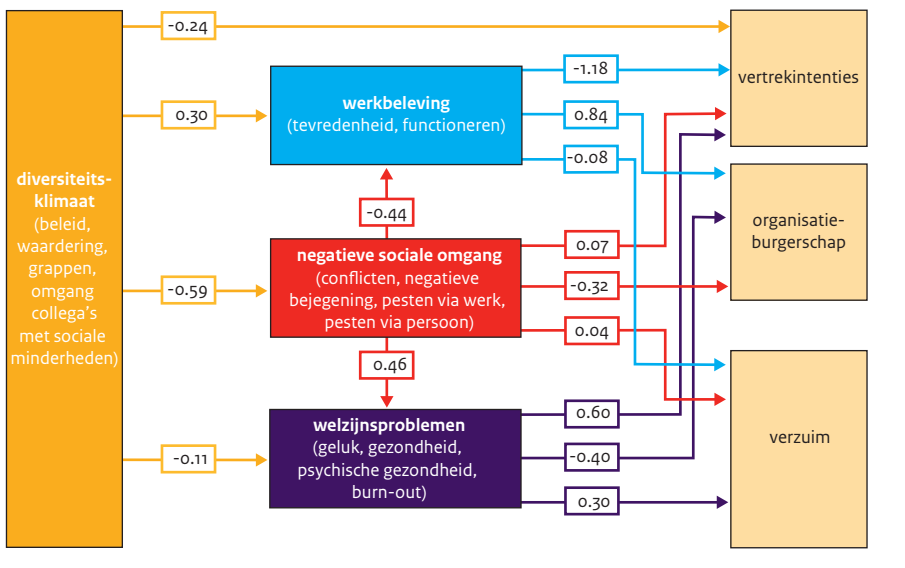 diversiteits-
klimaat
(beleid,
waardering,
grappen,
omgang
collega's
met sociale
minderheden)
-0.24
0.30
-0.59
-0.11
werkbeleving
(tevredenheid, functioneren)
-0.44
negatieve sociale omgang
(conflicten, negatieve
bejegening, pesten via werk,
pesten via persoon)
0.46
welzijnsproblemen
(geluk, gezondheid,
psychische gezondheid,
burn-out)
-1.18
0.84
-0.08
0.07
-0.32
0.04
0.60
-0.40
0.30
vertrekintenties
organisatie-
burgerschap
verzuim